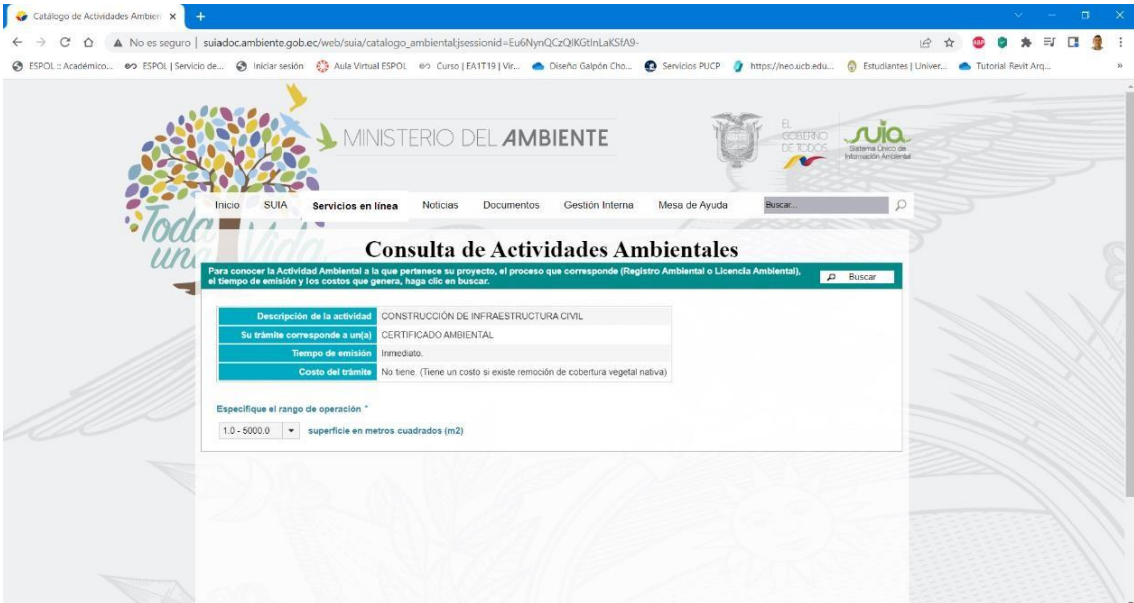 Catálogo de Actividades Ambien
No es seguro | suiadoc.ambiente.gob.ec/web/suia/catalogo_ambiental;jsessionid=Eu6NynQCzQIKGtInLaKSfA9-
ESPOL :: Académico... ESPOL | Servicio de... Iniciar sesión Aula Virtual ESPOL Curso | EA1T19 | Vir... Diseño Galpón Cho... Servicios PUCP https://neo.ucb.edu... Estudiantes | Univer... Tutorial Revit Arq... »
MINISTERIO DEL AMBIENTE
EL
GOBIERNO
DE TODOS
suia
Sistema Único de
Información Ambiental
Inicio SUIA Servicios en línea Noticias Documentos Gestión Interna Mesa de Ayuda Buscar...
Toda
una
Vida
Consulta de Actividades Ambientales
Para conocer la Actividad Ambiental a la que pertenece su proyecto, el proceso que corresponde (Registro Ambiental o Licencia Ambiental),
el tiempo de emisión y los costos que genera, haga clic en buscar.
Buscar
Descripción de la actividad CONSTRUCCIÓN DE INFRAESTRUCTURA CIVIL
Su trámite corresponde a un(a) CERTIFICADO AMBIENTAL
Tiempo de emisión Inmediato.
Costo del trámite No tiene. (Tiene un costo si existe remoción de cobertura vegetal nativa)
Especifique el rango de operación *
1.0 - 5000.0 superficie en metros cuadrados (m2)